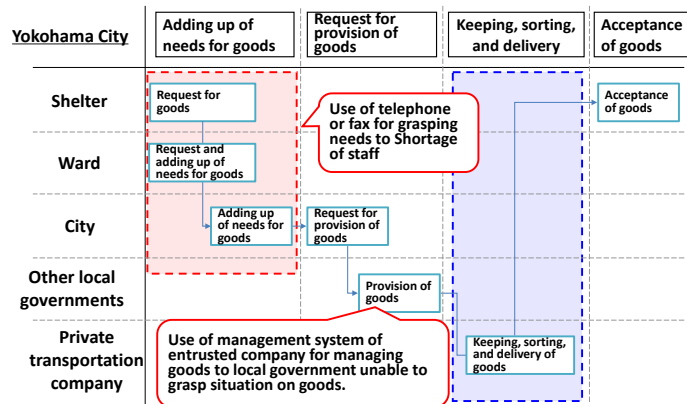 Yokohama City
Adding up of
needs for goods
Request for
provision of
goods
Keeping, sorting,
and delivery
Acceptance
of goods
Shelter
Request for
goods
Use of telephone
or fax for grasping
needs to Shortage
of staff
Acceptance
of goods
Ward
Request and
adding up of
needs for goods
City
Adding up
of needs for
goods
Request for
provision of
goods
Other local
governments
Provision of
goods
Private
transportation
company
Use of management system of
entrusted company for managing
goods to local government unable to
grasp situation on goods.
Keeping, sorting,
and delivery of
goods